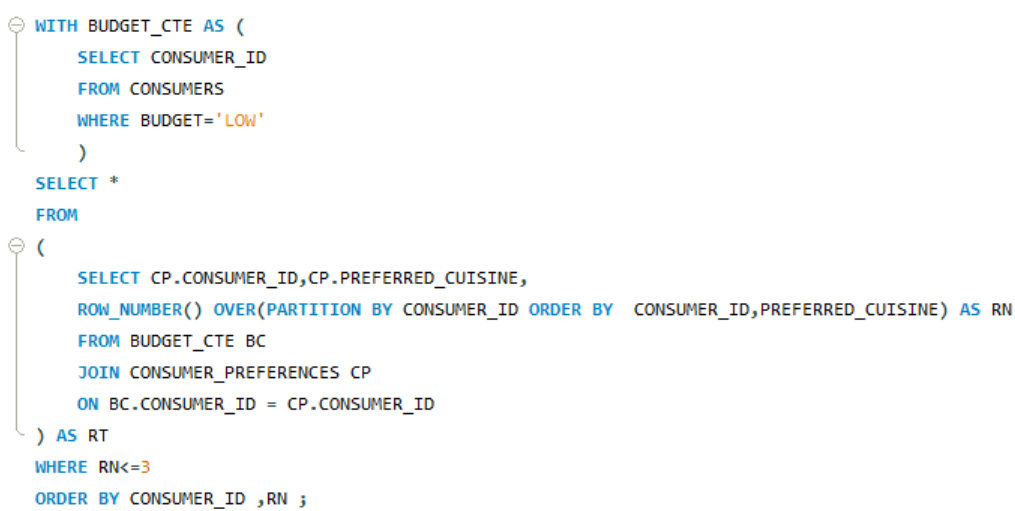 WITH BUDGET_CTE AS (
SELECT CONSUMER_ID
FROM CONSUMERS
WHERE BUDGET='LOW'
)
SELECT *
FROM
(
SELECT CP.CONSUMER_ID,CP.PREFERRED_CUISINE,
ROW_NUMBER() OVER(PARTITION BY CONSUMER_ID ORDER BY  CONSUMER_ID,PREFERRED_CUISINE) AS RN
FROM BUDGET_CTE BC
JOIN CONSUMER_PREFERENCES CP
ON BC.CONSUMER_ID = CP.CONSUMER_ID
) AS RT
WHERE RN<=3
ORDER BY CONSUMER_ID ,RN ;